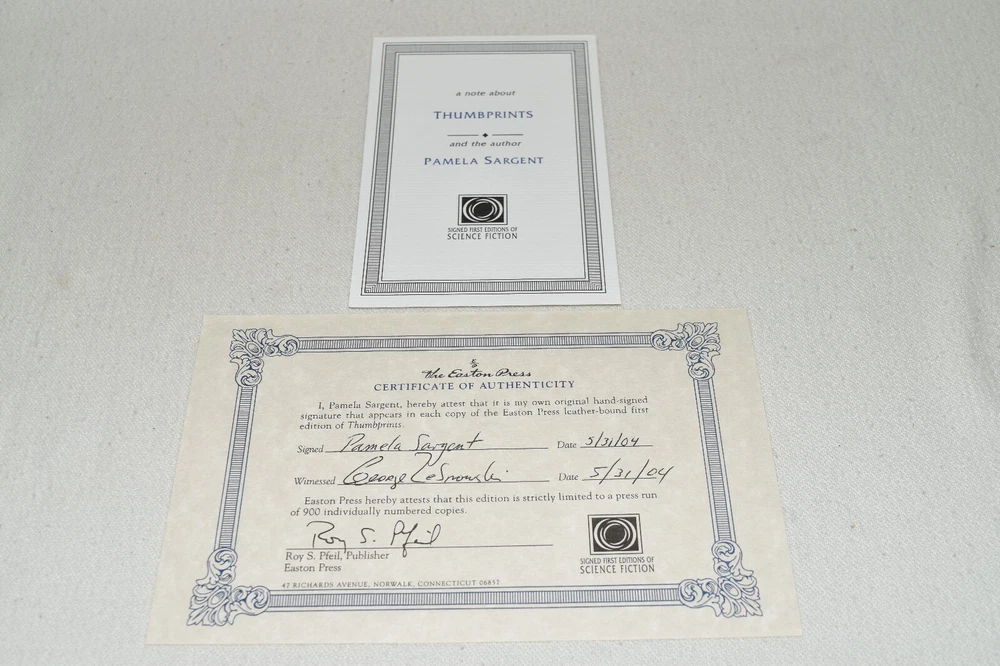 a note about
THUMBPRINTS
and the author
PAMELA SARGENT
SIGNED FIRST EDITIONS OF
SCIENCE FICTION
E/P
The Easton Press
CERTIFICATE OF AUTHENTICITY
I, Pamela Sargent, hereby attest that it is my own original hand-signed
signature that appears in each copy of the Easton Press leather-bound first
edition of Thumbprints.
Signed Pamela Sargent Date 5/31/04
Witnessed George Date 5/31/04
Easton Press hereby attests that this edition is strictly limited to a press run
of 900 individually numbered copies.
Roy S. Pfeil
Roy S. Pfeil, Publisher
Easton Press
SIGNED FIRST EDITIONS OF
SCIENCE FICTION
47 RICHARDS AVENUE, NORWALK, CONNECTICUT 06857